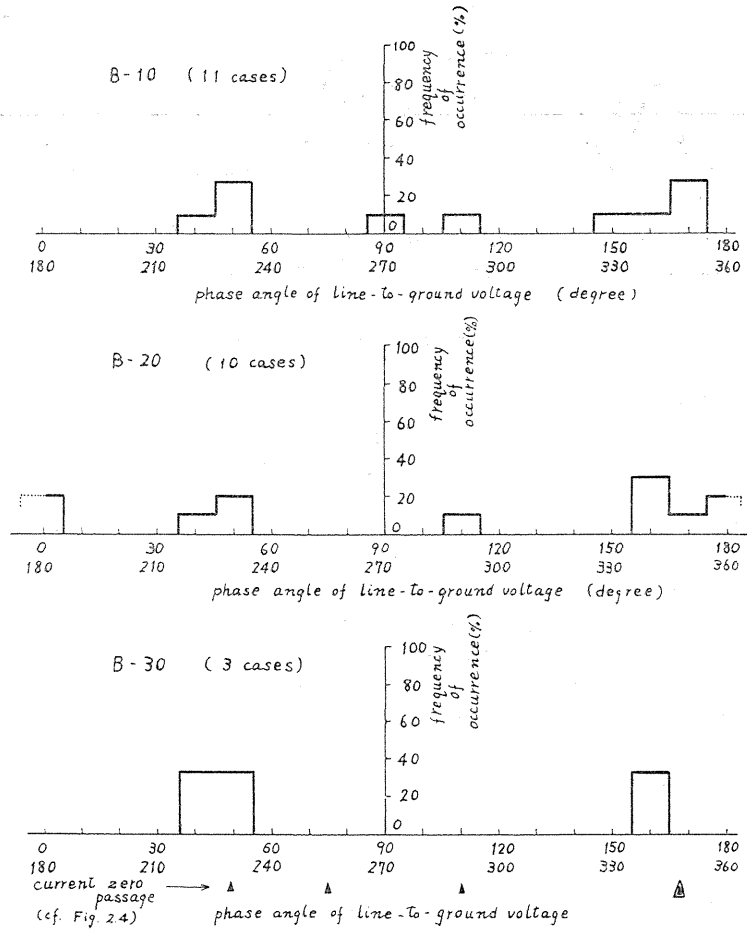 B-10 (11 cases)
frequency of occurrence (%)
100
80
60
40
20
0
0 30 60 90 120 150 180
180 210 240 270 300 330 360
phase angle of line-to-ground voltage (degree)
B-20 (10 cases)
frequency of occurrence(%)
100
80
60
40
20
0
0 30 60 90 120 150 180
180 210 240 270 300 330 360
phase angle of line-to-ground voltage (degree)
B-30 (3 cases)
frequency of occurrence(%)
100
80
60
40
20
0
0 30 60 90 120 150 180
180 210 240 270 300 330 360
current zero
passage
(cf. Fig. 2.4)
phase angle of line-to-ground voltage